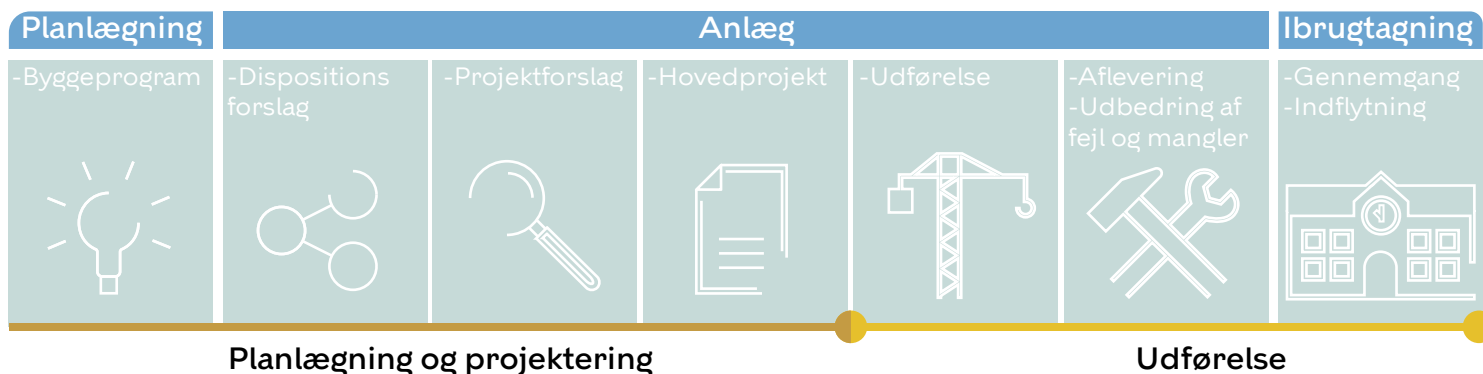 Planlægning
Anlæg
Ibrugtagning
-Byggeprogram
-Dispositions
forslag
-Projektforslag
-Hovedprojekt
-Udførelse
-Aflevering
-Udbedring af
fejl og mangler
-Gennemgang
-Indflytning
Planlægning og projektering
Udførelse